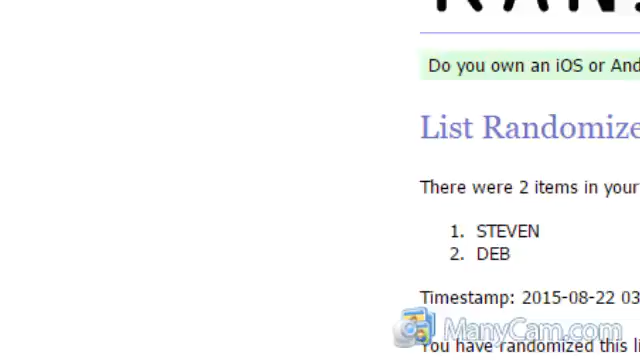 Do you own an iOS or And
List Randomize
There were 2 items in your
1. STEVEN
2. DEB
Timestamp: 2015-08-22 03
ManyCam.com
You have randomized this li